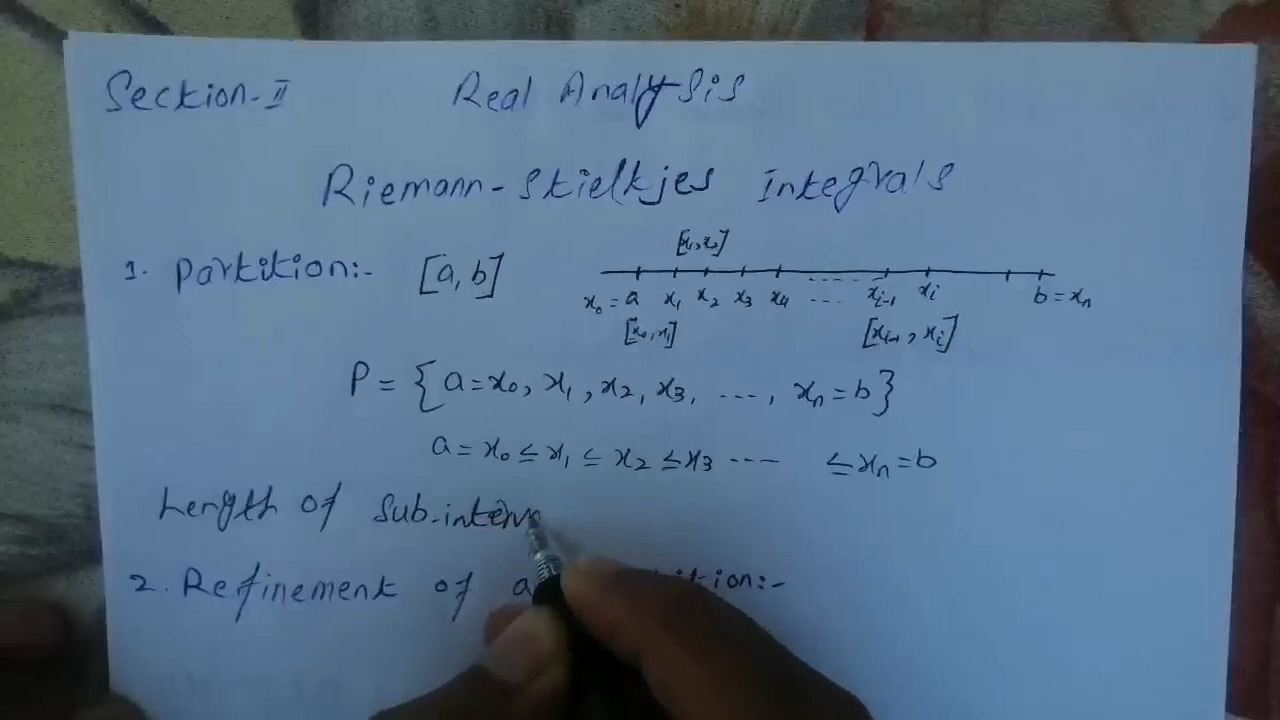 Section-II Real Analysis
Riemann-Stieltjes Integrals
1. Partition:- [a, b]
[x₁, x₂]
x₀ = a x₁ x₂ x₃ x₄ .... xᵢ₋₁ xᵢ b = xₙ
[x₀, x₁] [xᵢ₋₁, xᵢ]
P = {a = x₀, x₁, x₂, x₃, ...., xₙ = b}
a = x₀ ≤ x₁ ≤ x₂ ≤ x₃ ---- ≤ xₙ = b
Length of Sub-interv
2. Refinement of a